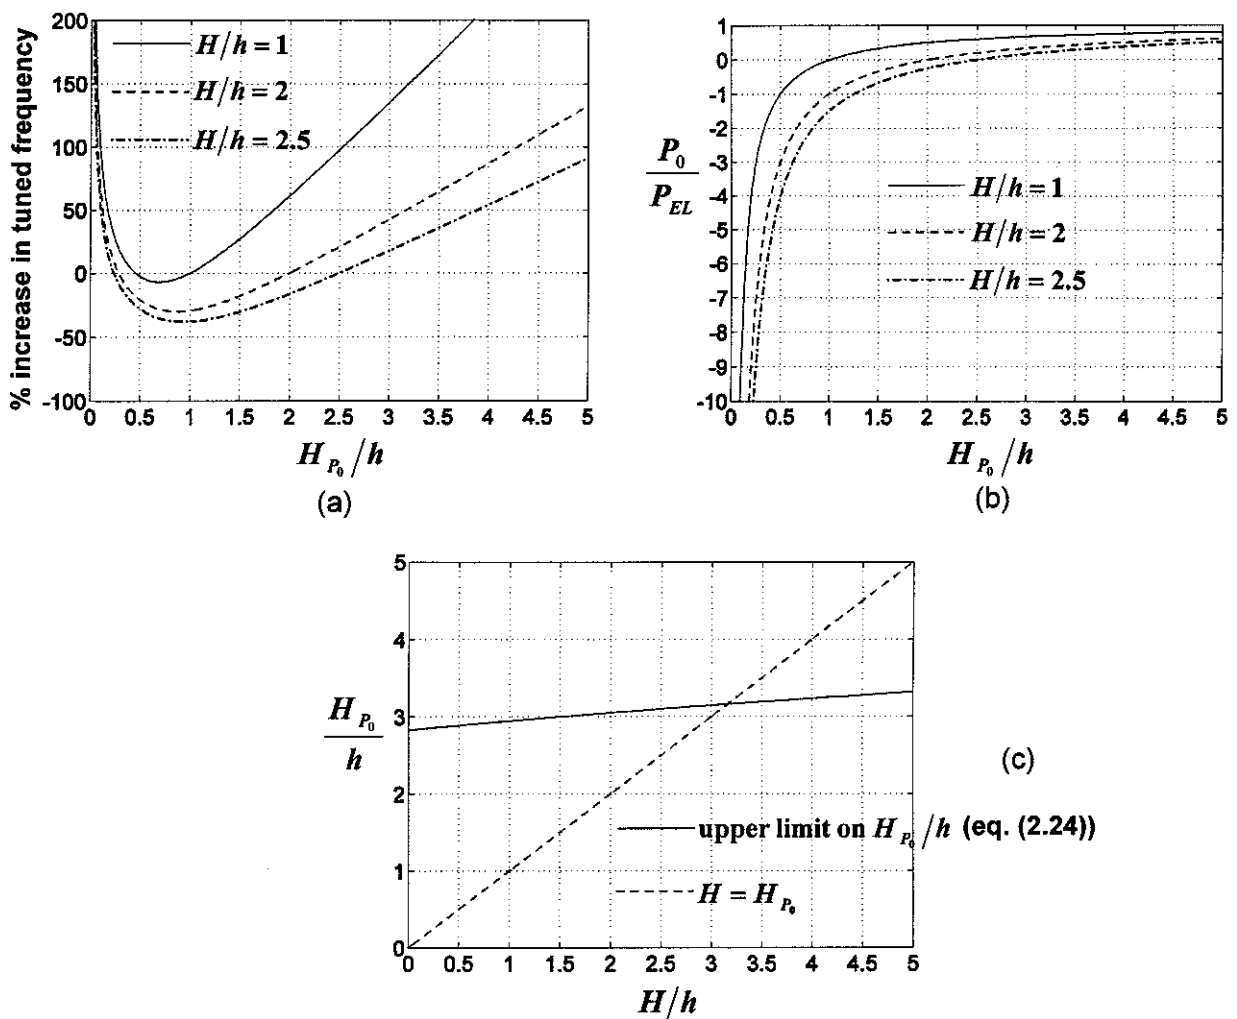 % increase in tuned frequency
200
150
100
50
0
-50
-100
H/h = 1
H/h = 2
H/h = 2.5
0 0.5 1 1.5 2 2.5 3 3.5 4 4.5 5
H_{P_0}/h
(a)
P_0/P_{EL}
1
0
-1
-2
-3
-4
-5
-6
-7
-8
-9
-10
H/h = 1
H/h = 2
H/h = 2.5
0 0.5 1 1.5 2 2.5 3 3.5 4 4.5 5
H_{P_0}/h
(b)
H_{P_0}/h
5
4
3
2
1
0
upper limit on H_{P_0}/h (eq. (2.24))
H = H_{P_0}
0 0.5 1 1.5 2 2.5 3 3.5 4 4.5 5
H/h
(c)